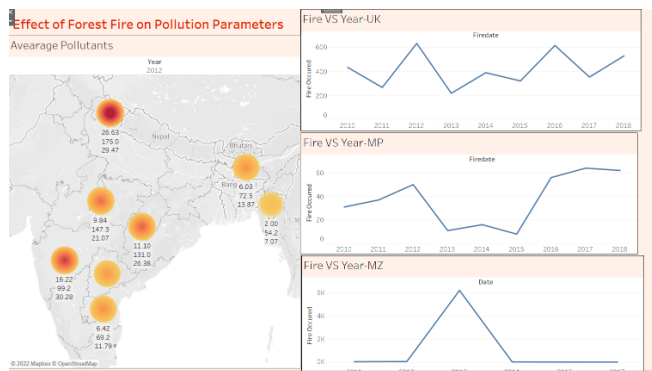 Effect of Forest Fire on Pollution Parameters
Avearage Pollutants
Year
2012
Nepal
Bhutan
Bang
26.63
175.0
29.47
6.03
72.5
13.87
2.00
54.2
7.07
9.84
147.3
21.07
11.10
131.0
26.38
16.22
99.2
30.28
6.42
69.2
11.79
© 2022 Mapbox © OpenStreetMap
Fire VS Year-UK
Firedate
Fire Occured
600
400
200
0
2010 2011 2012 2013 2014 2015 2016 2017 2018
Fire VS Year-MP
Firedate
Fire Occured
60
40
20
0
2010 2011 2012 2013 2014 2015 2016 2017 2018
Fire VS Year-MZ
Date
Fire Occured
6K
4K
2K
0K